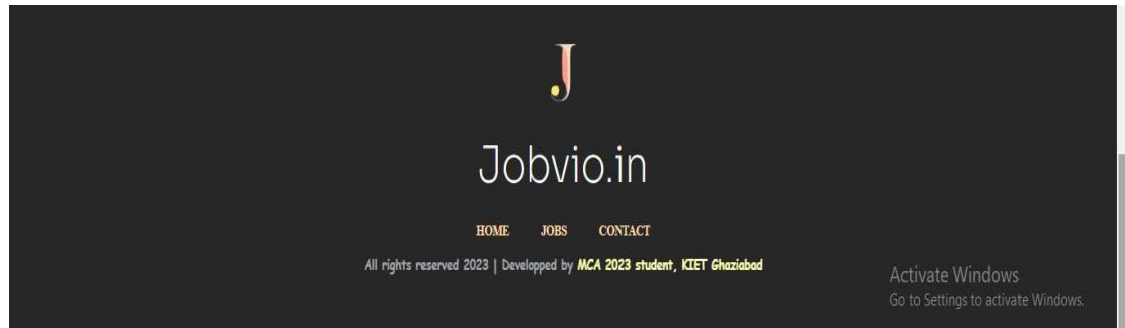 J
Jobvio.in
HOME JOBS CONTACT
All rights reserved 2023 | Developped by MCA 2023 student, KIET Ghaziabad
Activate Windows
Go to Settings to activate Windows.